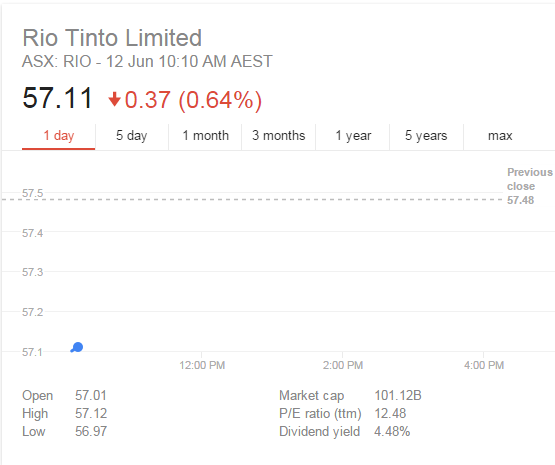 Rio Tinto Limited
ASX: RIO - 12 Jun 10:10 AM AEST
57.11 ↓0.37 (0.64%)
1 day 5 day 1 month 3 months 1 year 5 years max
Previous
close
57.48
57.5
57.4
57.3
57.2
57.1
12:00 PM 2:00 PM 4:00 PM
Open 57.01 Market cap 101.12B
High 57.12 P/E ratio (ttm) 12.48
Low 56.97 Dividend yield 4.48%